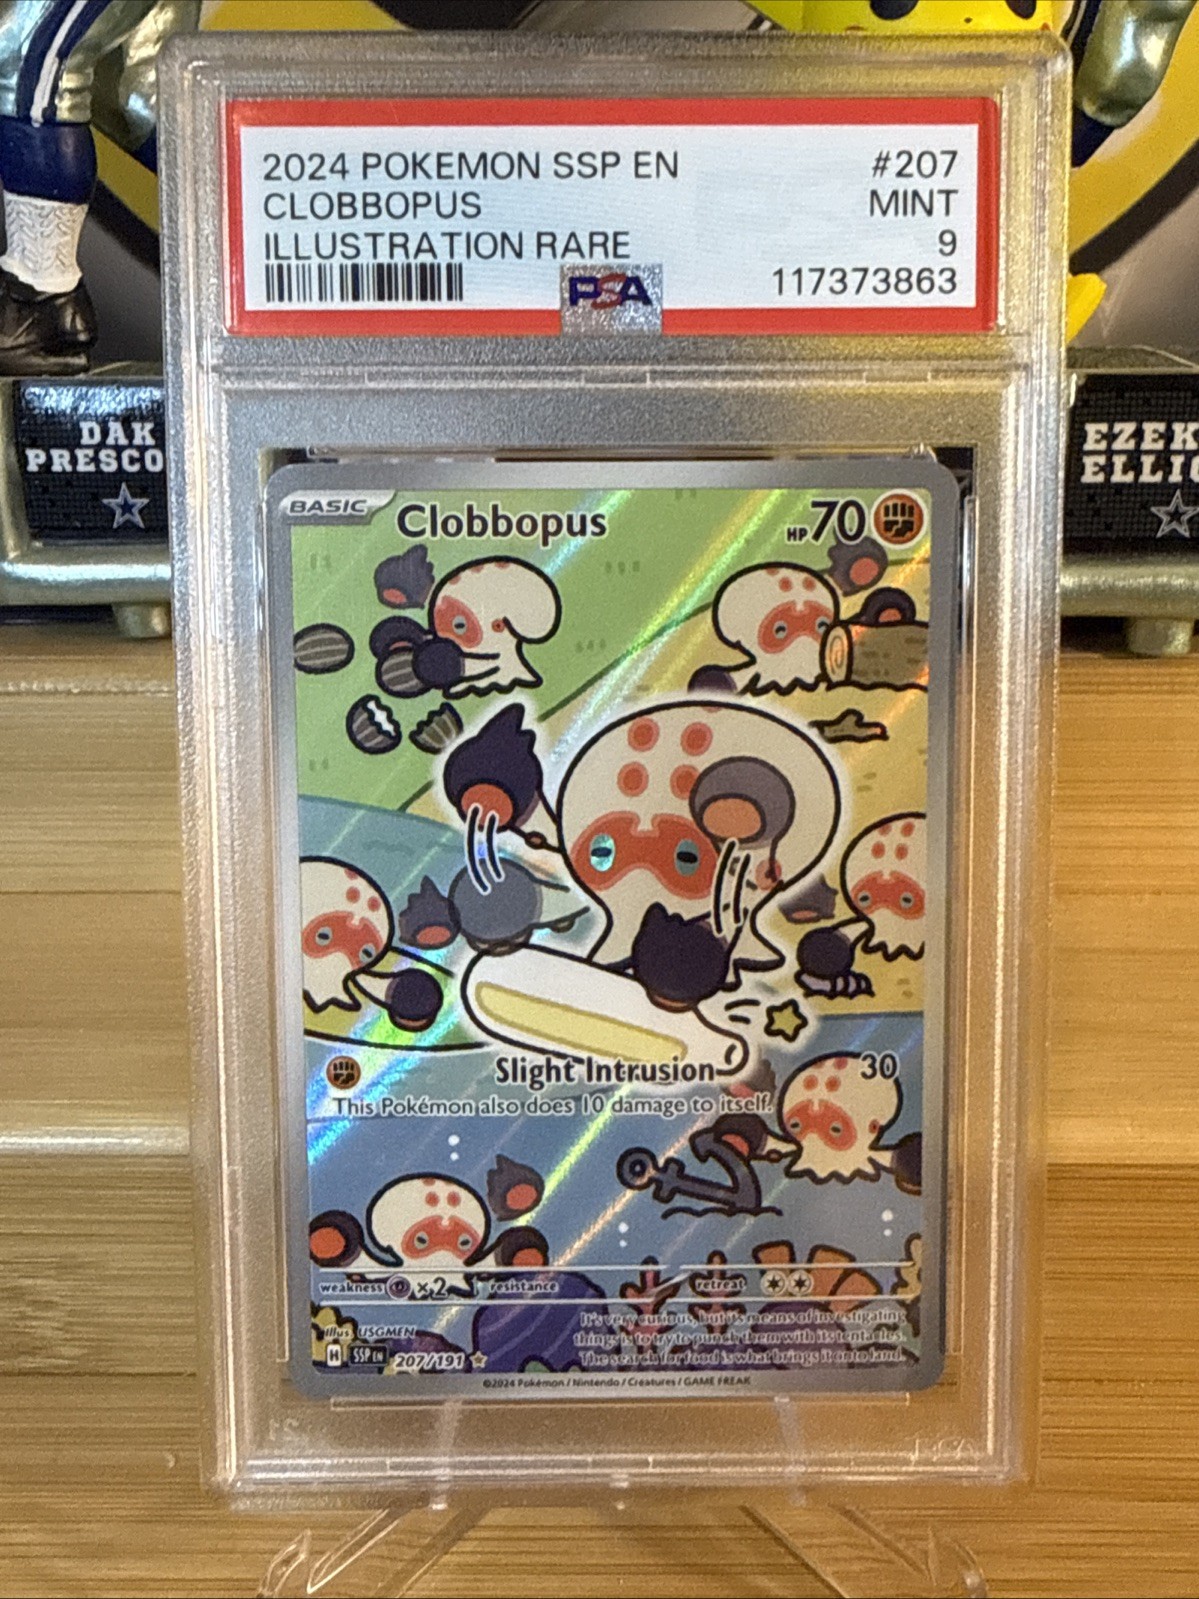 2024 POKEMON SSP EN #207
CLOBBOPUS MINT
ILLUSTRATION RARE 9
PSA 117373863
DAK
PRESCO
EZEK
ELLIO
BASIC Clobbopus HP 70
Slight Intrusion 30
This Pokémon also does 10 damage to itself.
weakness ×2 resistance retreat
It's very curious, but its means of investigating
things is to try to punch them with its tentacles.
The search for food is what brings it onto land.
Illus. USGMEN
H SSP EN 207/191
©2024 Pokémon / Nintendo / Creatures / GAME FREAK